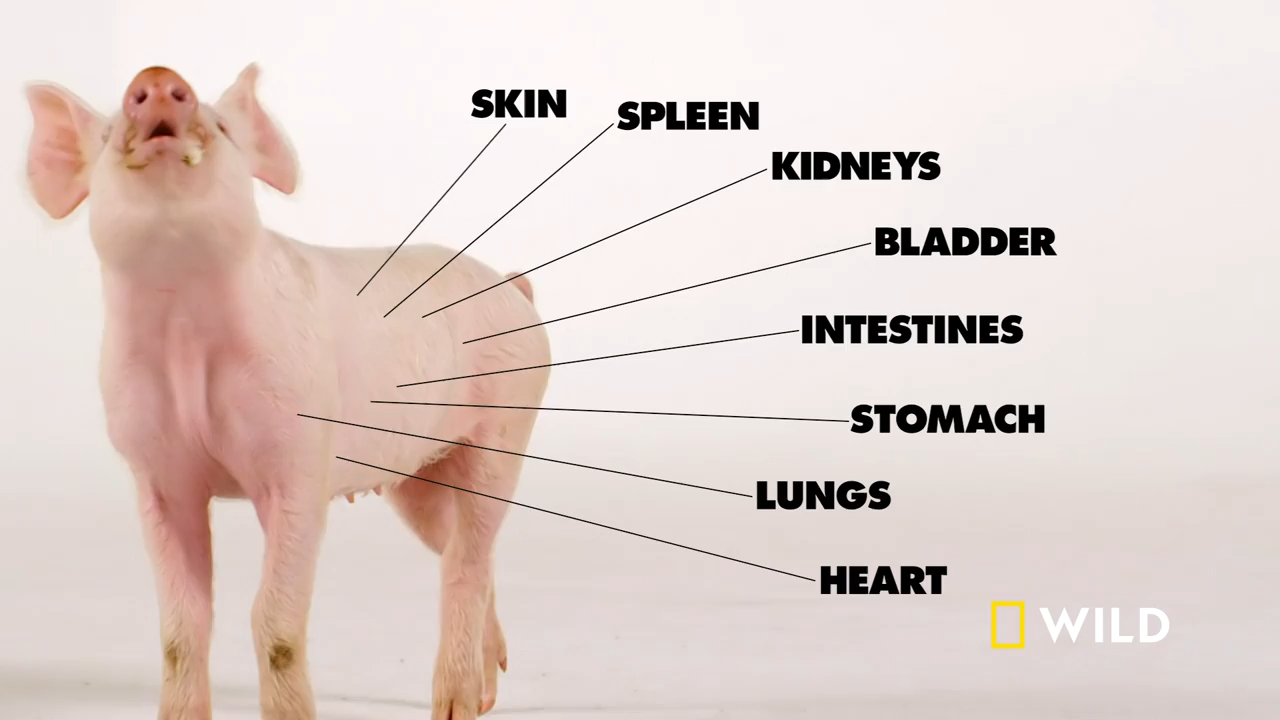 SKIN
SPLEEN
KIDNEYS
BLADDER
INTESTINES
STOMACH
LUNGS
HEART
WILD